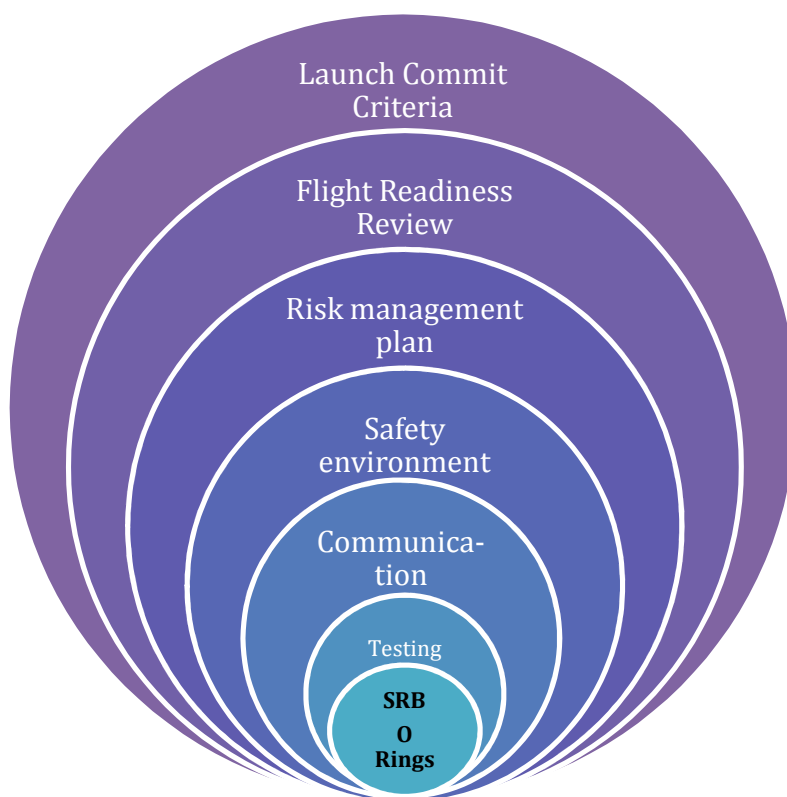 Launch Commit
Criteria
Flight Readiness
Review
Risk management
plan
Safety
environment
Communica-
tion
Testing
SRB
O
Rings